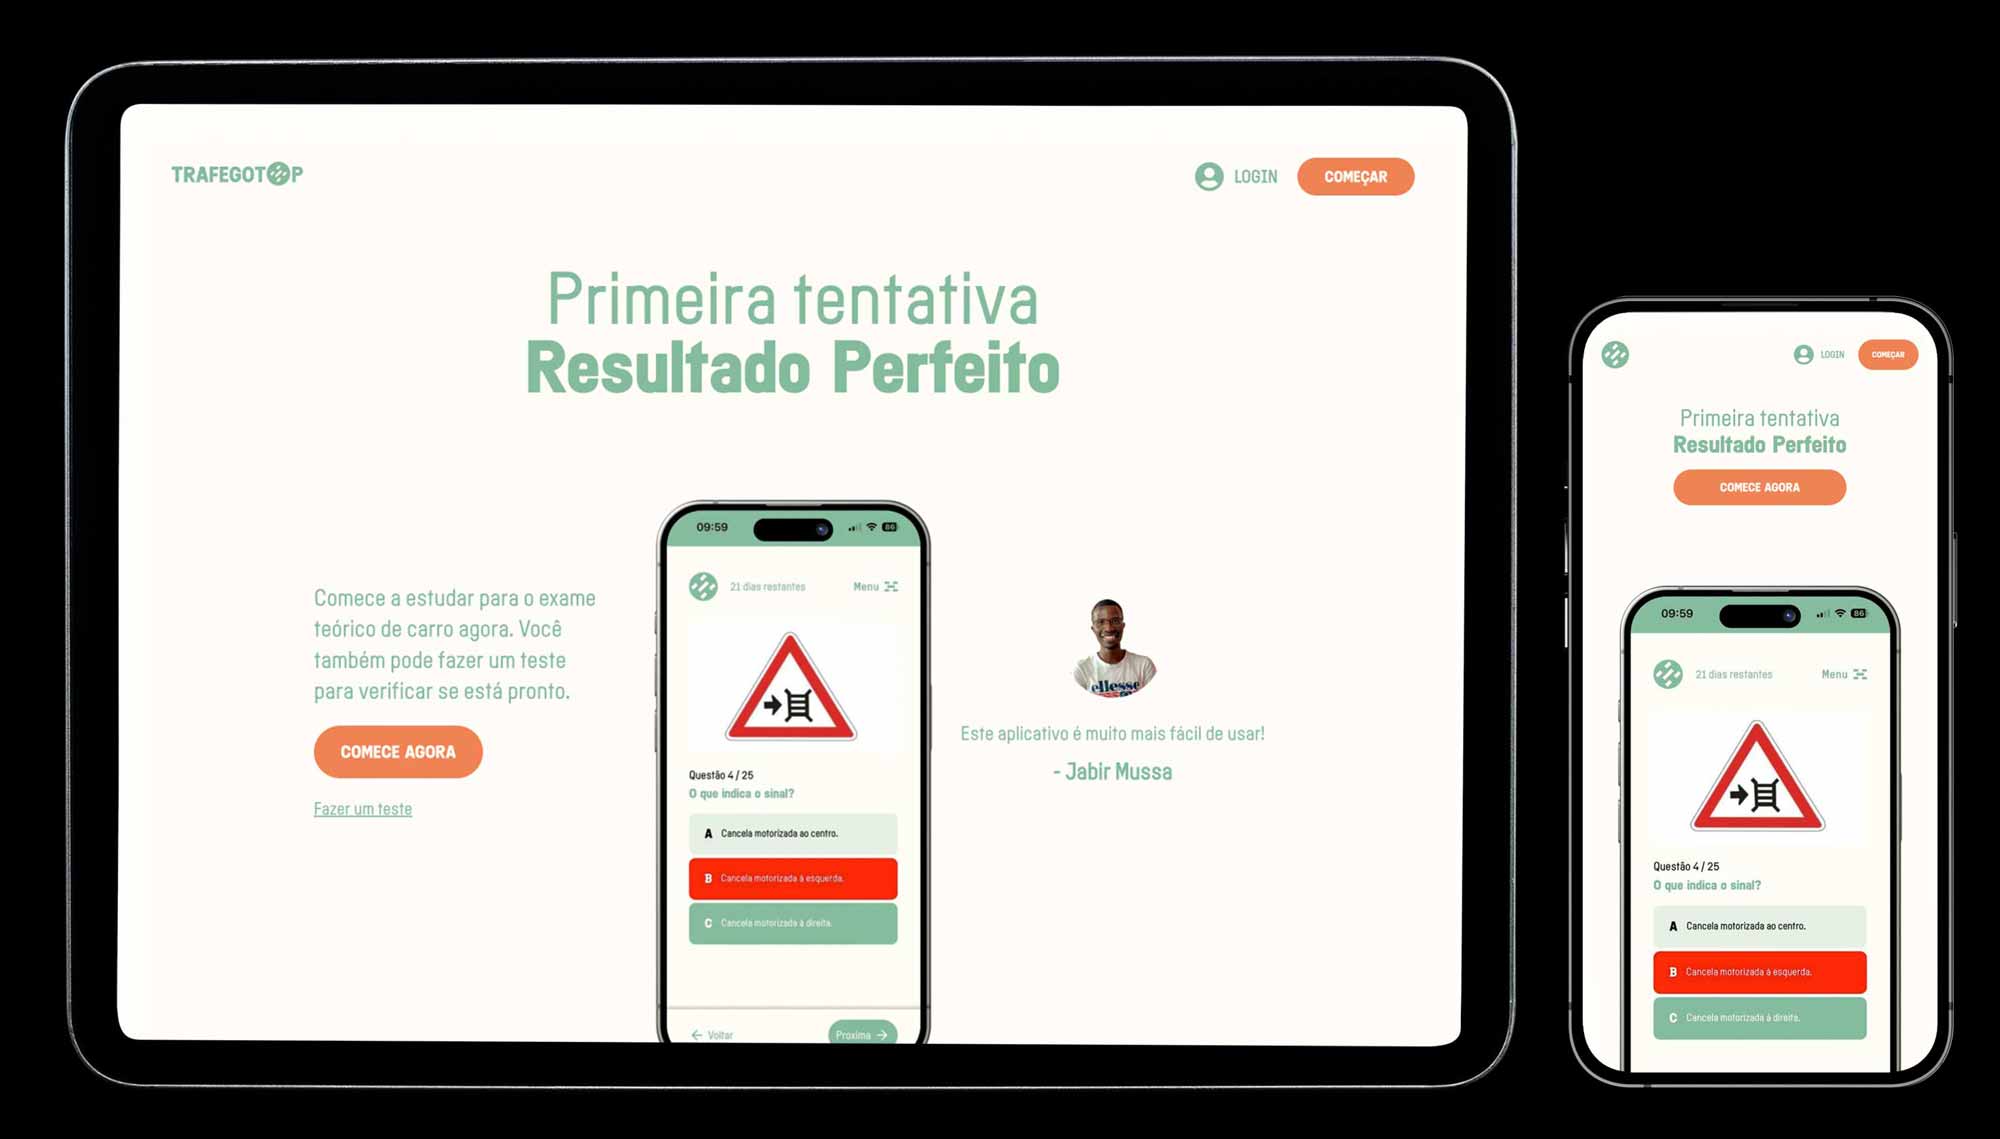 TRAFEGOTOP
LOGIN
COMEÇAR
Primeira tentativa
Resultado Perfeito
Comece a estudar para o exame
teórico de carro agora. Você
também pode fazer um teste
para verificar se está pronto.
COMECE AGORA
Fazer um teste
09:59
86
21 dias restantes
Menu
Questão 4 / 25
O que indica o sinal?
A Cancela motorizada ao centro.
B Cancela motorizada à esquerda.
C Cancela motorizada à direita.
Voltar
Proxima
ellesse
Este aplicativo é muito mais fácil de usar!
- Jabir Mussa
LOGIN
COMEÇAR
Primeira tentativa
Resultado Perfeito
COMECE AGORA
09:59
86
21 dias restantes
Menu
Questão 4 / 25
O que indica o sinal?
A Cancela motorizada ao centro.
B Cancela motorizada à esquerda.
C Cancela motorizada à direita.